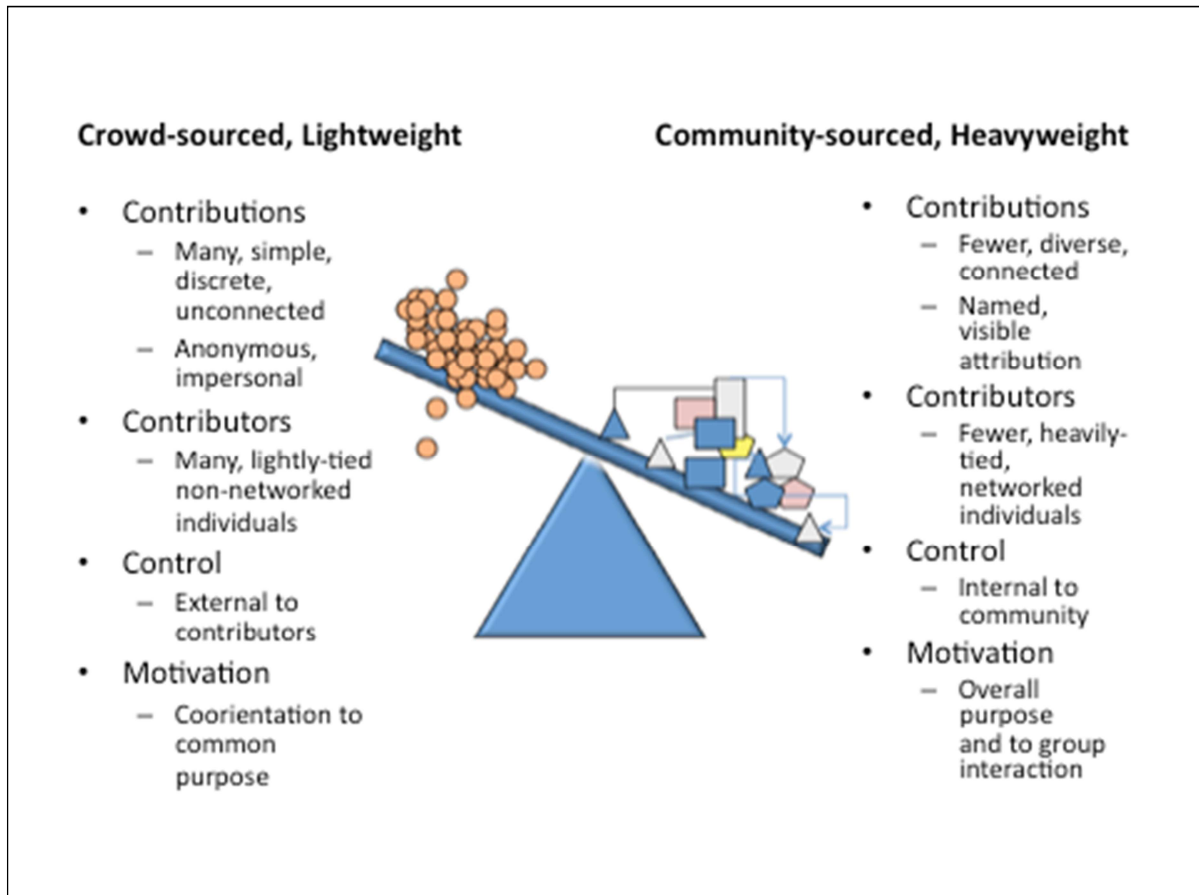 Crowd-sourced, Lightweight
• Contributions
– Many, simple,
discrete,
unconnected
– Anonymous,
impersonal
• Contributors
– Many, lightly-tied
non-networked
individuals
• Control
– External to
contributors
• Motivation
– Coorientation to
common
purpose
Community-sourced, Heavyweight
• Contributions
– Fewer, diverse,
connected
– Named,
visible
attribution
• Contributors
– Fewer, heavily-
tied,
networked
individuals
• Control
– Internal to
community
• Motivation
– Overall
purpose
and to group
interaction